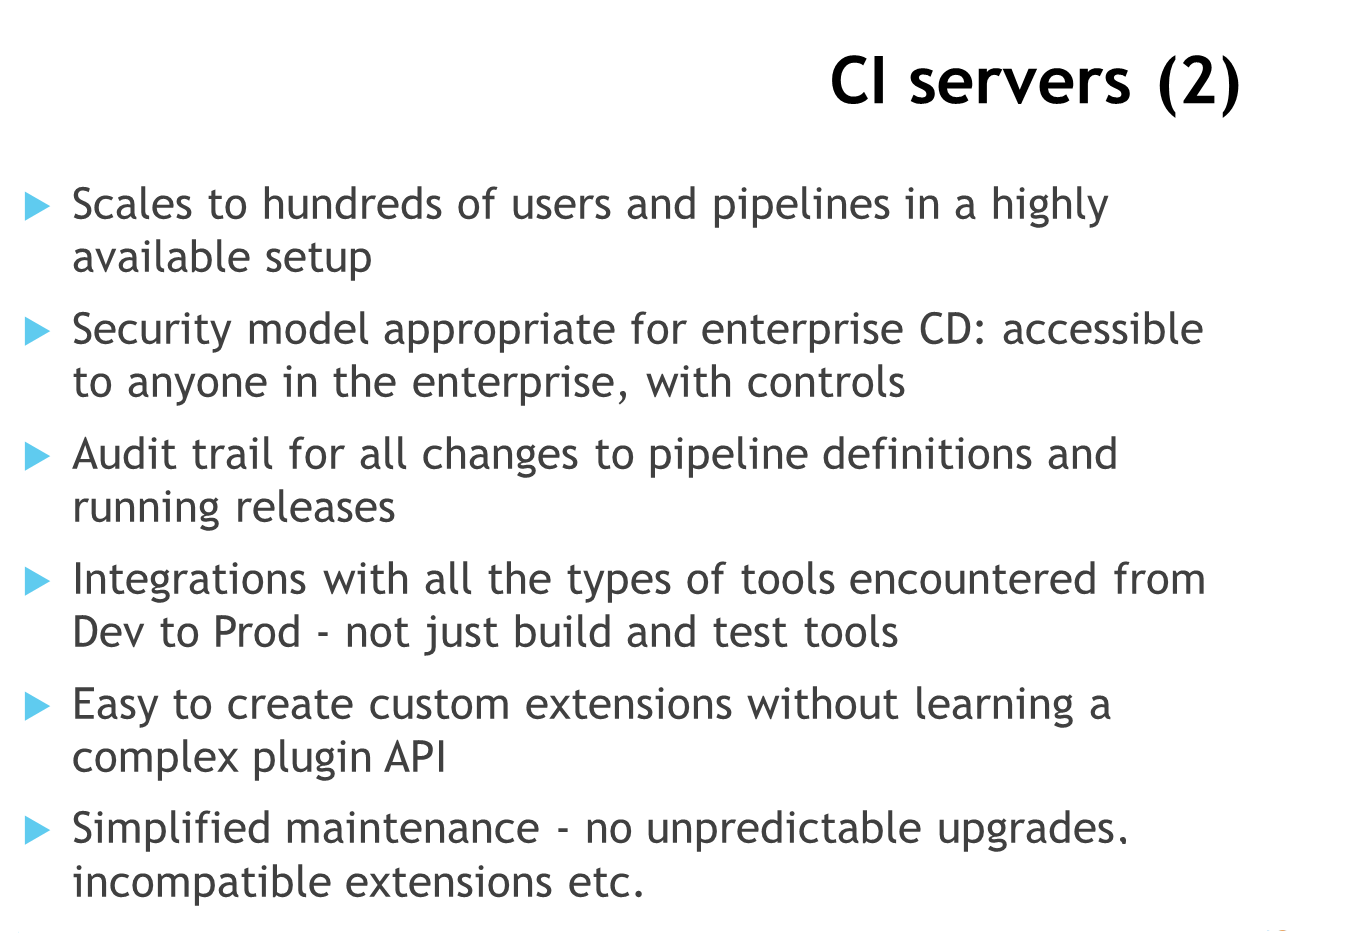 CI servers (2)
Scales to hundreds of users and pipelines in a highly
available setup
Security model appropriate for enterprise CD: accessible
to anyone in the enterprise, with controls
Audit trail for all changes to pipeline definitions and
running releases
Integrations with all the types of tools encountered from
Dev to Prod - not just build and test tools
Easy to create custom extensions without learning a
complex plugin API
Simplified maintenance - no unpredictable upgrades,
incompatible extensions etc.